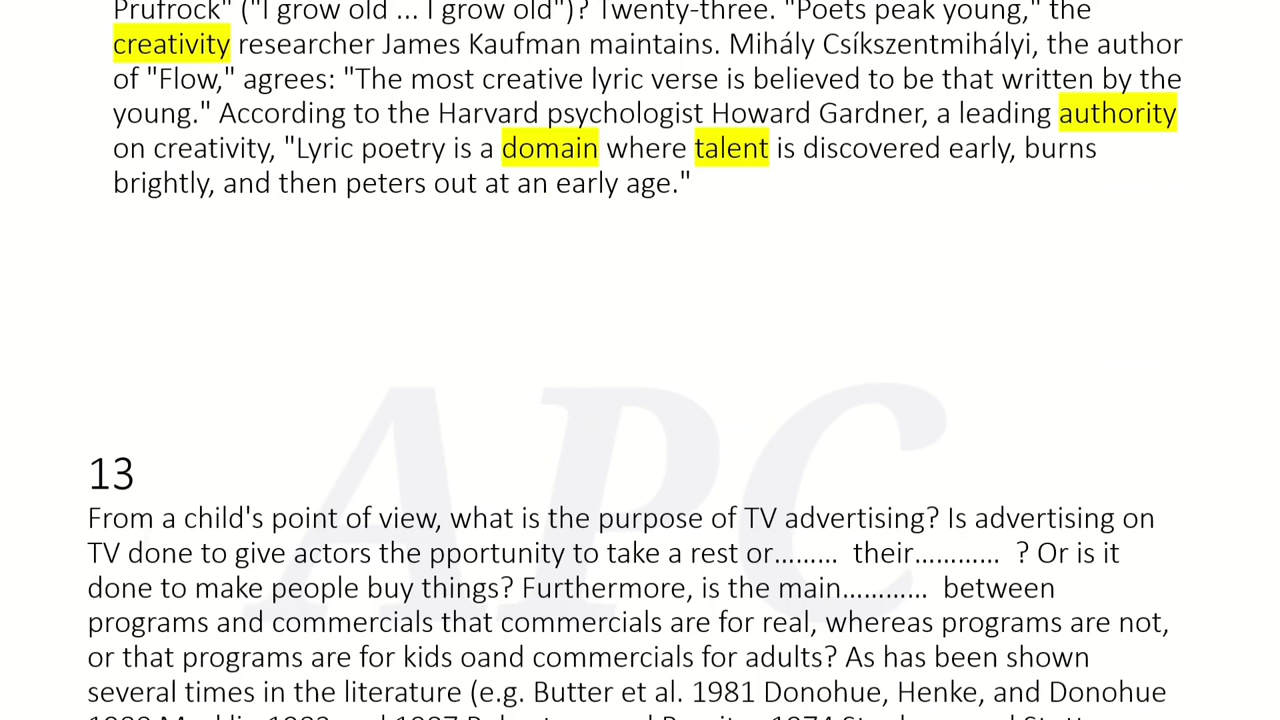 Prufrock" ("I grow old ... I grow old")? Twenty-three. "Poets peak young," the
creativity researcher James Kaufman maintains. Mihály Csíkszentmihályi, the author
of "Flow," agrees: "The most creative lyric verse is believed to be that written by the
young." According to the Harvard psychologist Howard Gardner, a leading authority
on creativity, "Lyric poetry is a domain where talent is discovered early, burns
brightly, and then peters out at an early age."
APC
13
From a child's point of view, what is the purpose of TV advertising? Is advertising on
TV done to give actors the pportunity to take a rest or......... their............ ? Or is it
done to make people buy things? Furthermore, is the main............ between
programs and commercials that commercials are for real, whereas programs are not,
or that programs are for kids oand commercials for adults? As has been shown
several times in the literature (e.g. Butter et al. 1981 Donohue, Henke, and Donohue